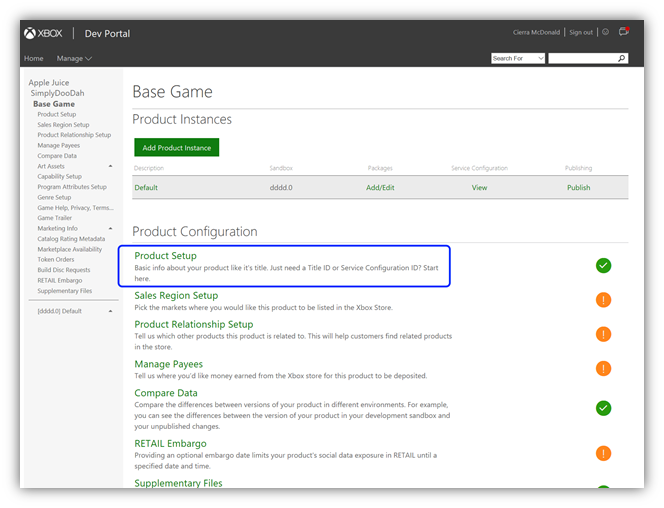 XBOX | Dev Portal
Cierra McDonald | Sign out
Home Manage
Search For
Apple Juice
SimplyDooDah
Base Game
Product Setup
Sales Region Setup
Product Relationship Setup
Manage Payees
Compare Data
Art Assets
Capability Setup
Program Attributes Setup
Genre Setup
Game Help, Privacy, Terms...
Game Trailer
Marketing Info
Catalog Rating Metadata
Marketplace Availability
Token Orders
Build Disc Requests
RETAIL Embargo
Supplementary Files
[dddd.0] Default
Base Game
Product Instances
Add Product Instance
Description Sandbox Packages Service Configuration Publishing
Default dddd.0 Add/Edit View Publish
Product Configuration
Product Setup
Basic info about your product like it's title. Just need a Title ID or Service Configuration ID? Start
here.
Sales Region Setup
Pick the markets where you would like this product to be listed in the Xbox Store.
Product Relationship Setup
Tell us which other products this product is related to. This will help customers find related products
in the store.
Manage Payees
Tell us where you'd like money earned from the Xbox store for this product to be deposited.
Compare Data
Compare the differences between versions of your product in different environments. For example,
you can see the differences between the version of your product in your development sandbox and
your unpublished changes.
RETAIL Embargo
Providing an optional embargo date limits your product's social data exposure in RETAIL until a
specified date and time.
Supplementary Files